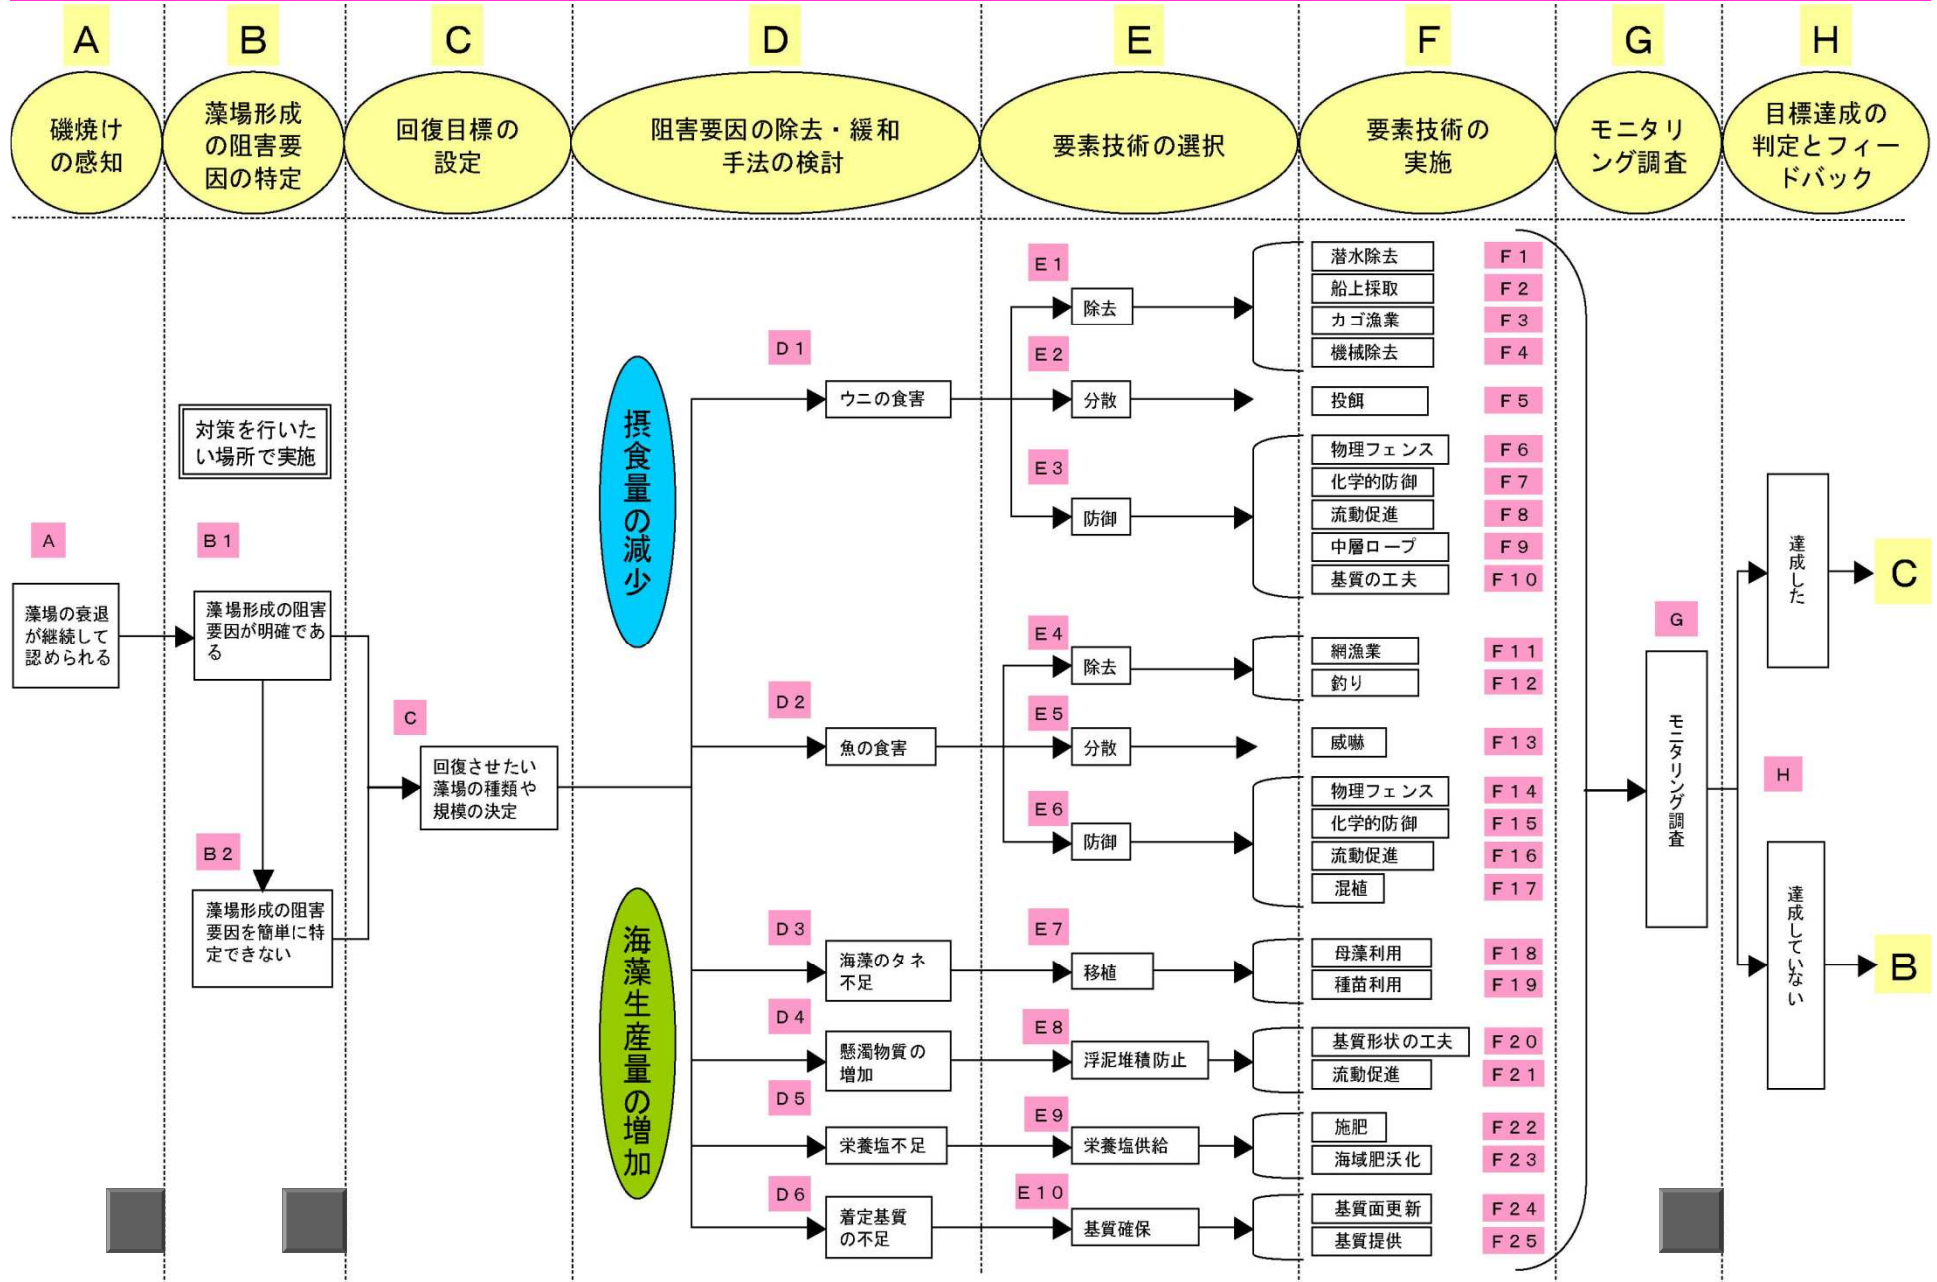 A
B
C
D
E
F
G
H
磯焼け
の感知
藻場形成
の阻害要
因の特定
回復目標の
設定
阻害要因の除去・緩和
手法の検討
要素技術の選択
要素技術の
実施
モニタリ
ング調査
目標達成の
判定とフィー
ドバック
A
藻場の衰退
が継続して
認められる
対策を行いた
い場所で実施
B1
藻場形成の阻害
要因が明確であ
る
B2
藻場形成の阻害
要因を簡単に特
定できない
C
回復させたい
藻場の種類や
規模の決定
摂食量の減少
海藻生産量の増加
D1
ウニの食害
D2
魚の食害
D3
海藻のタネ
不足
D4
懸濁物質の
増加
D5
栄養塩不足
D6
着定基質
の不足
E1
除去
E2
分散
E3
防御
E4
除去
E5
分散
E6
防御
E7
移植
E8
浮泥堆積防止
E9
栄養塩供給
E10
基質確保
潜水除去 F1
船上採取 F2
カゴ漁業 F3
機械除去 F4
投餌 F5
物理フェンス F6
化学的防御 F7
流動促進 F8
中層ロープ F9
基質の工夫 F10
網漁業 F11
釣り F12
威嚇 F13
物理フェンス F14
化学的防御 F15
流動促進 F16
混植 F17
母藻利用 F18
種苗利用 F19
基質形状の工夫 F20
流動促進 F21
施肥 F22
海域肥沃化 F23
基質面更新 F24
基質提供 F25
G
モニタリング調査
H
達成した
C
達成していない
B